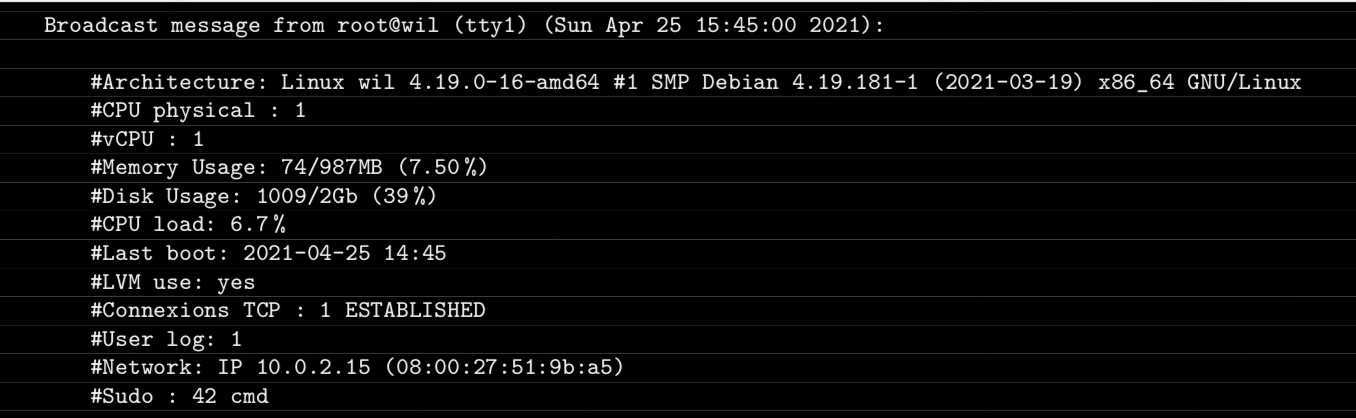 Broadcast message from root@wil (tty1) (Sun Apr 25 15:45:00 2021):
#Architecture: Linux wil 4.19.0-16-amd64 #1 SMP Debian 4.19.181-1 (2021-03-19) x86_64 GNU/Linux
#CPU physical : 1
#vCPU : 1
#Memory Usage: 74/987MB (7.50%)
#Disk Usage: 1009/2Gb (39%)
#CPU load: 6.7%
#Last boot: 2021-04-25 14:45
#LVM use: yes
#Connexions TCP : 1 ESTABLISHED
#User log: 1
#Network: IP 10.0.2.15 (08:00:27:51:9b:a5)
#Sudo : 42 cmd